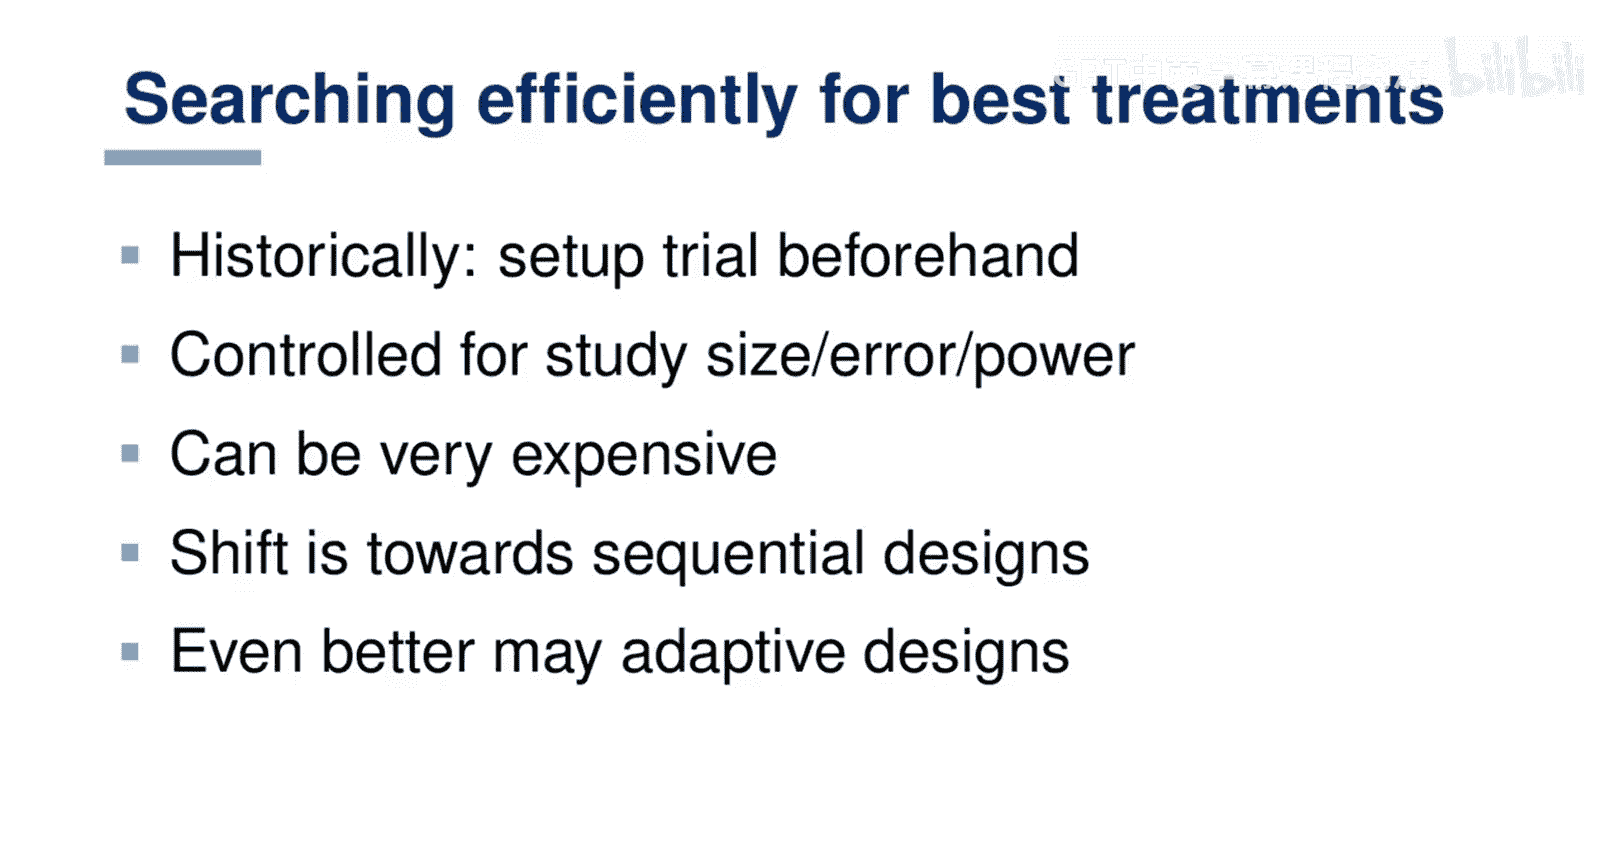 Searching efficiently for best treatments
bilibili
Historically: setup trial beforehand
Controlled for study size/error/power
Can be very expensive
Shift is towards sequential designs
Even better may adaptive designs